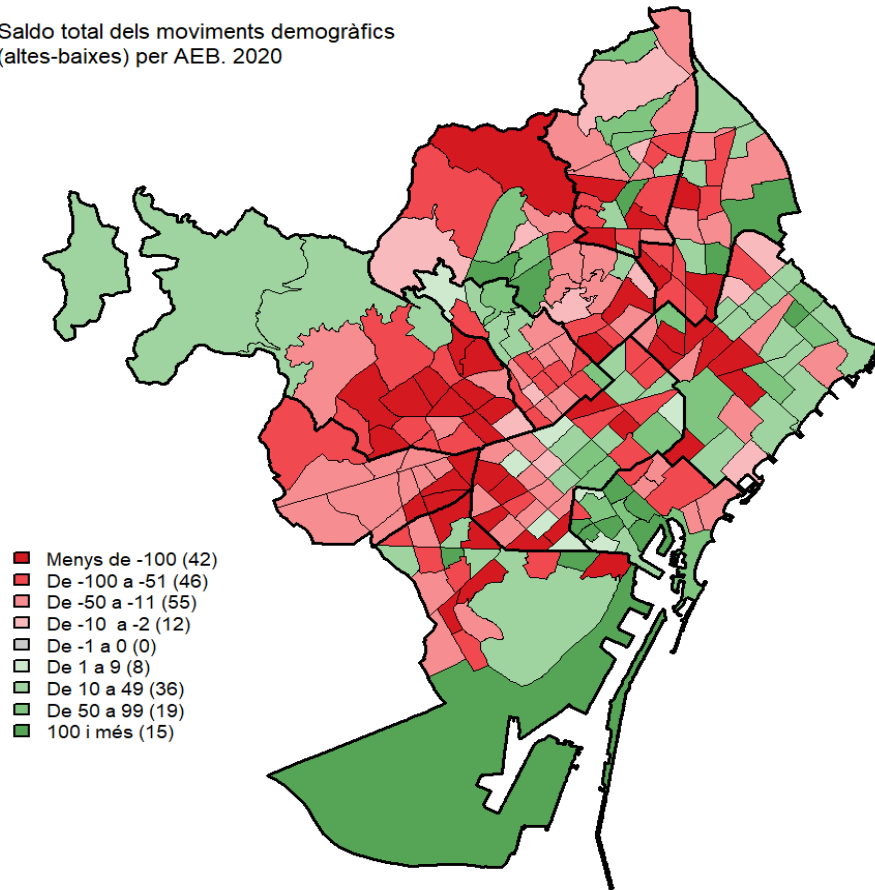 Saldo total dels moviments demogràfics
(altes-baixes) per AEB. 2020
Menys de -100 (42)
De -100 a -51 (46)
De -50 a -11 (55)
De -10 a -2 (12)
De -1 a 0 (0)
De 1 a 9 (8)
De 10 a 49 (36)
De 50 a 99 (19)
100 i més (15)